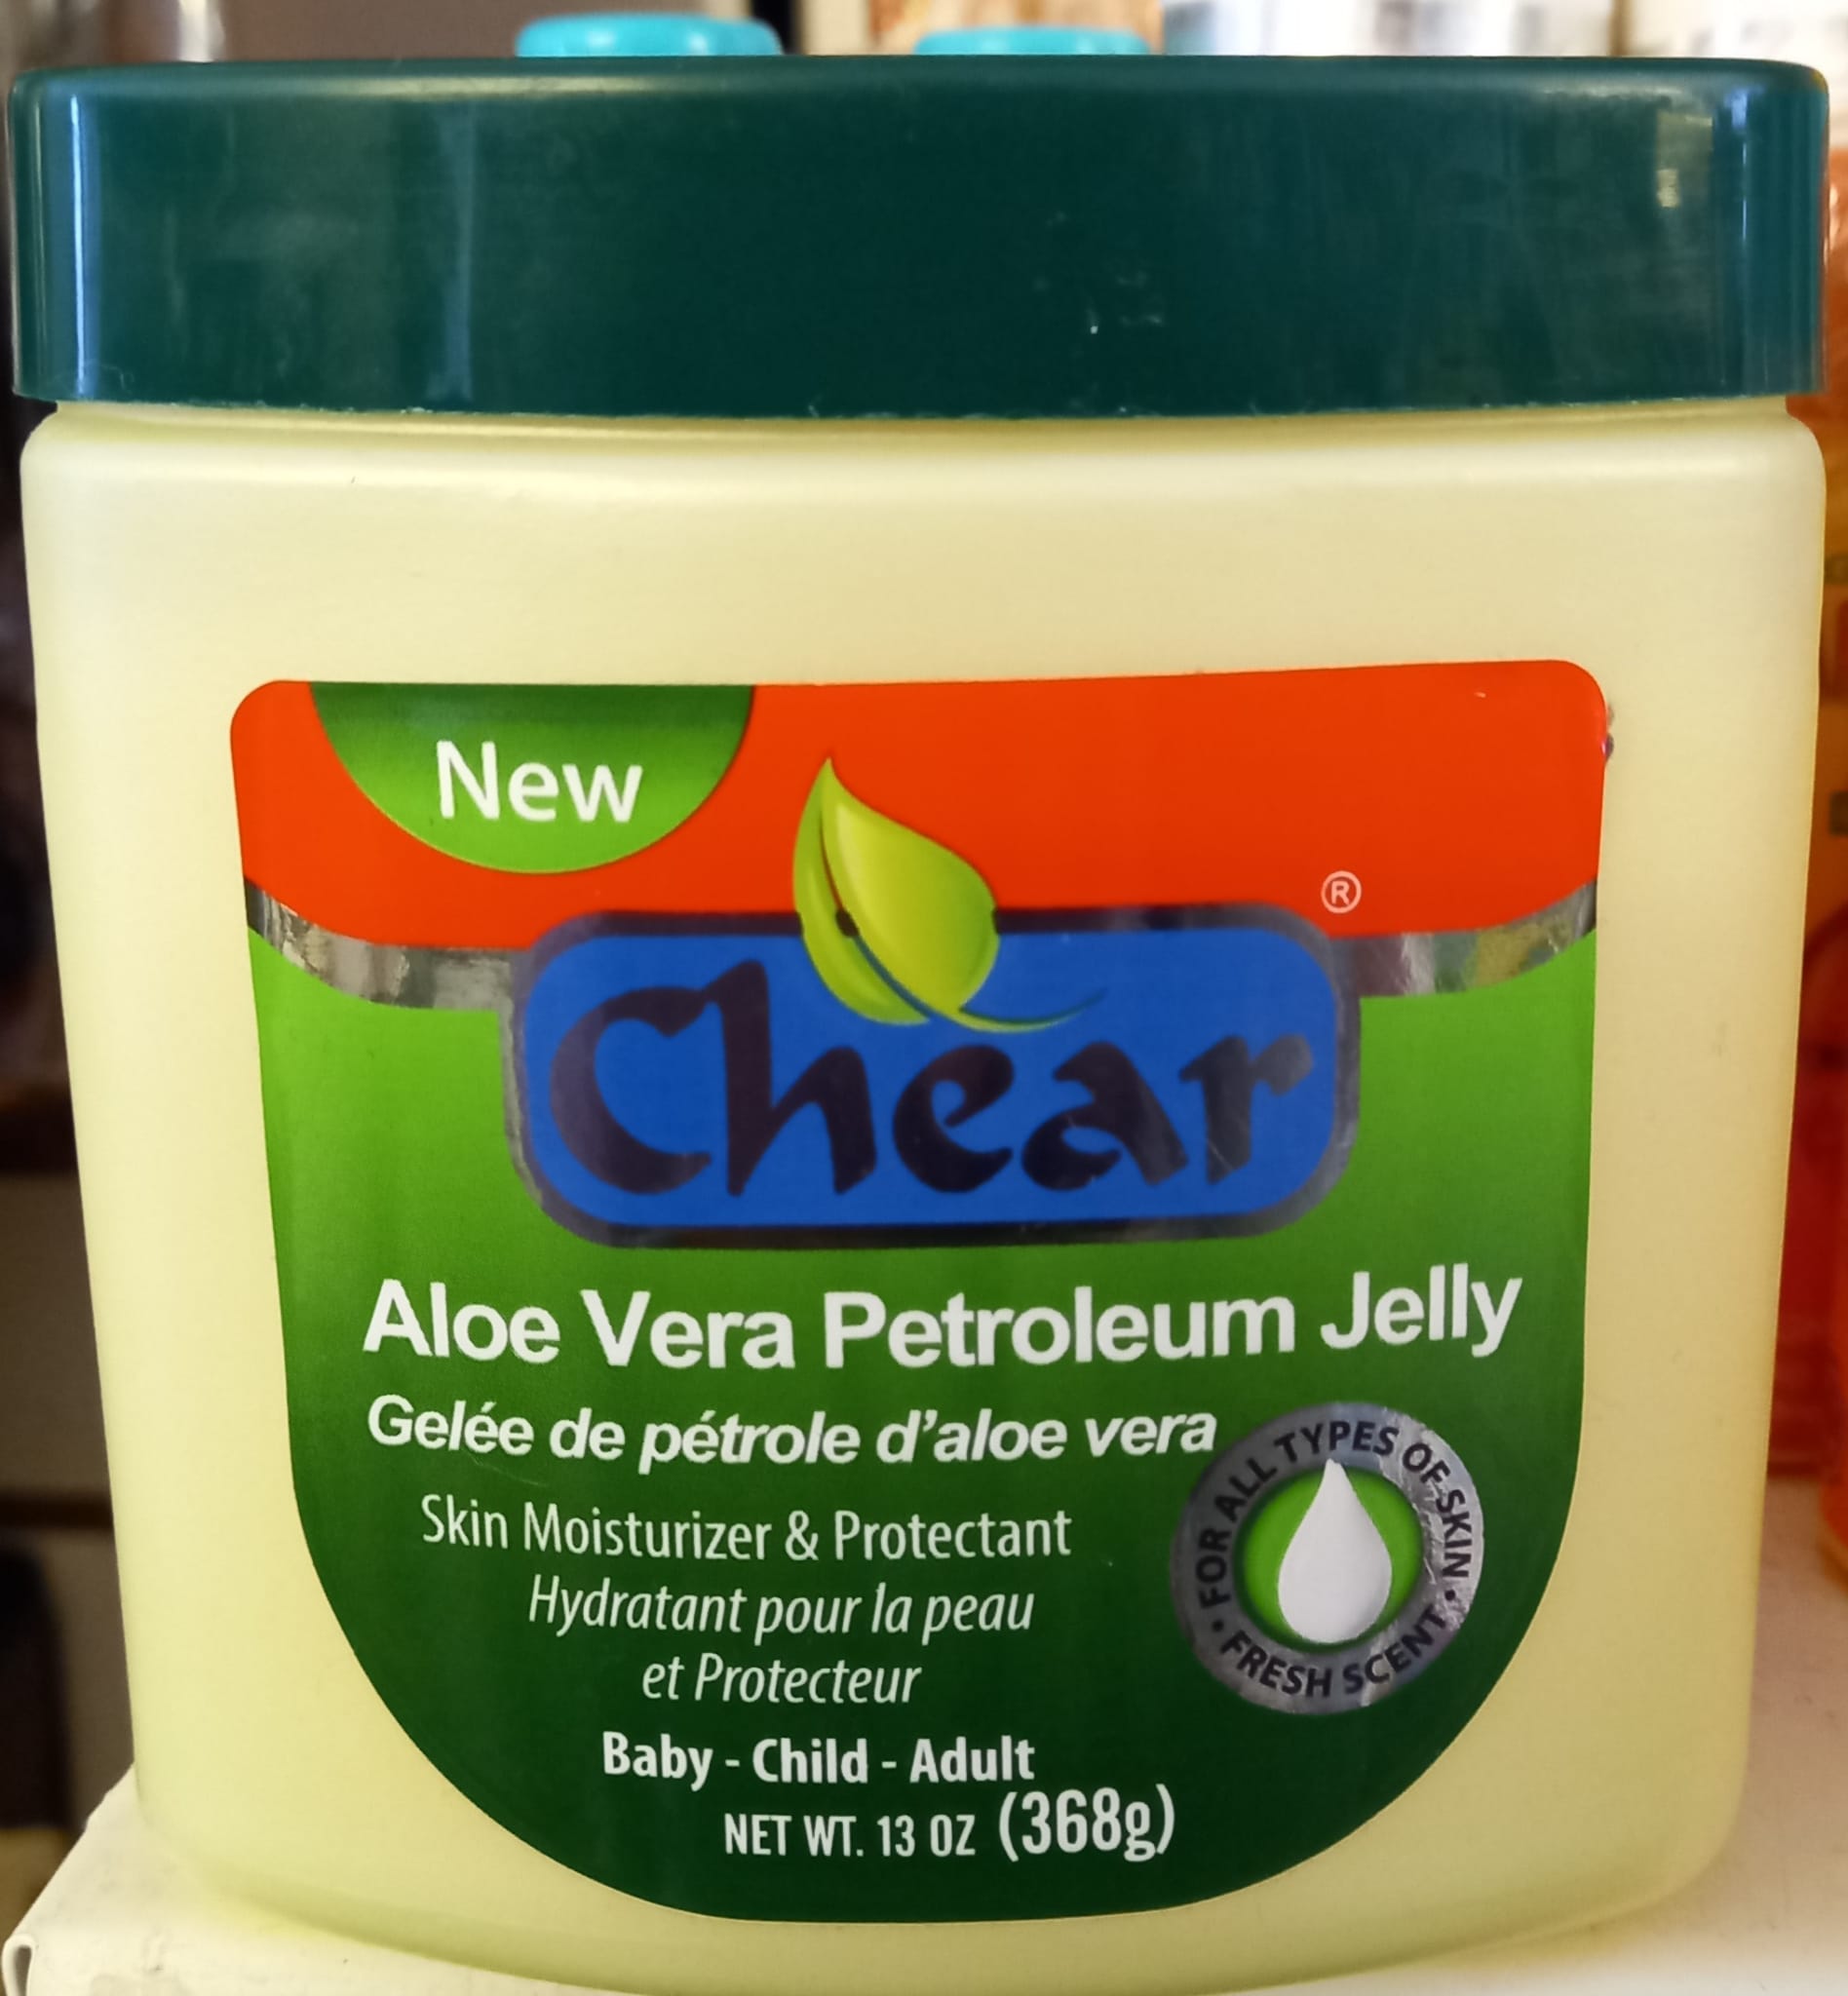 New
®
Chear
Aloe Vera Petroleum Jelly
Gelée de pétrole d'aloe vera
Skin Moisturizer & Protectant
Hydratant pour la peau
et Protecteur
Baby - Child - Adult
NET WT. 13 OZ (368g)
• FOR ALL TYPES OF SKIN •
FRESH SCENT